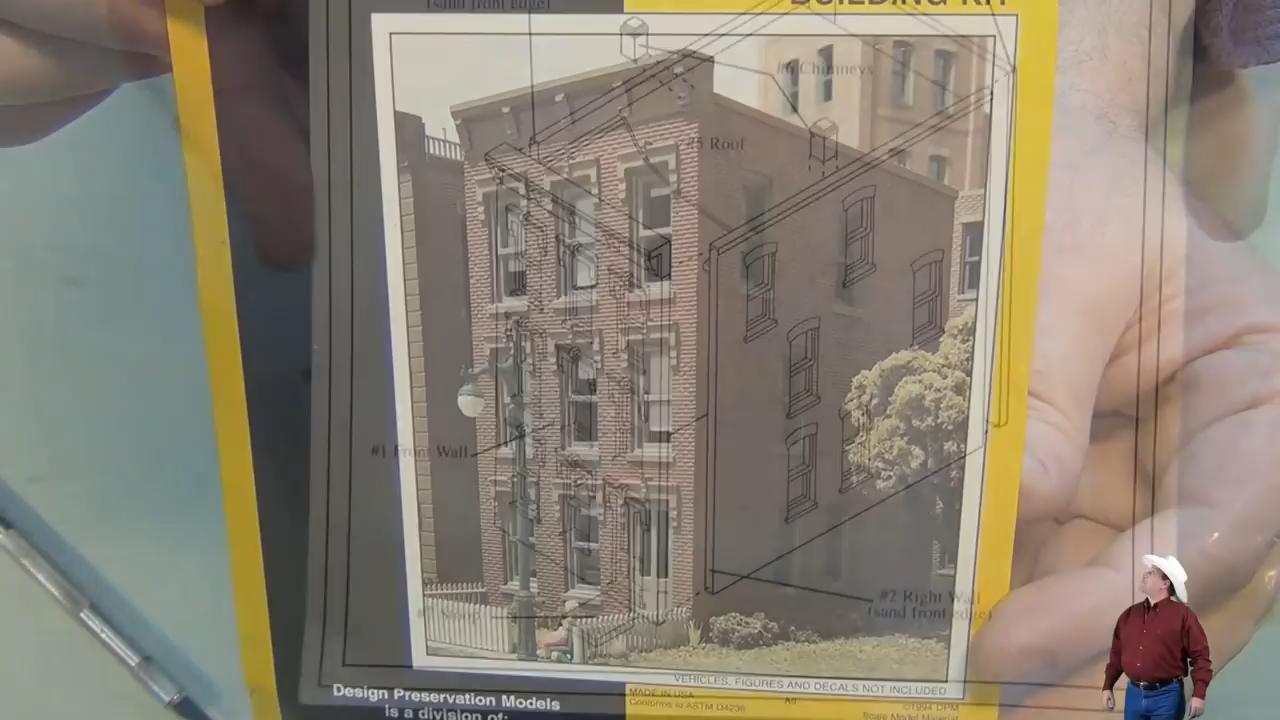 (sand front edge)
BUILDING KIT
#6 Chimneys
#5 Roof
#1 Front Wall
#2 Right Wall
(sand front edge)
VEHICLES, FIGURES AND DECALS NOT INCLUDED
Design Preservation Models
is a division of:
MADE IN USA
Conforms to ASTM D4236
©1994 DPM
Scale Model Material